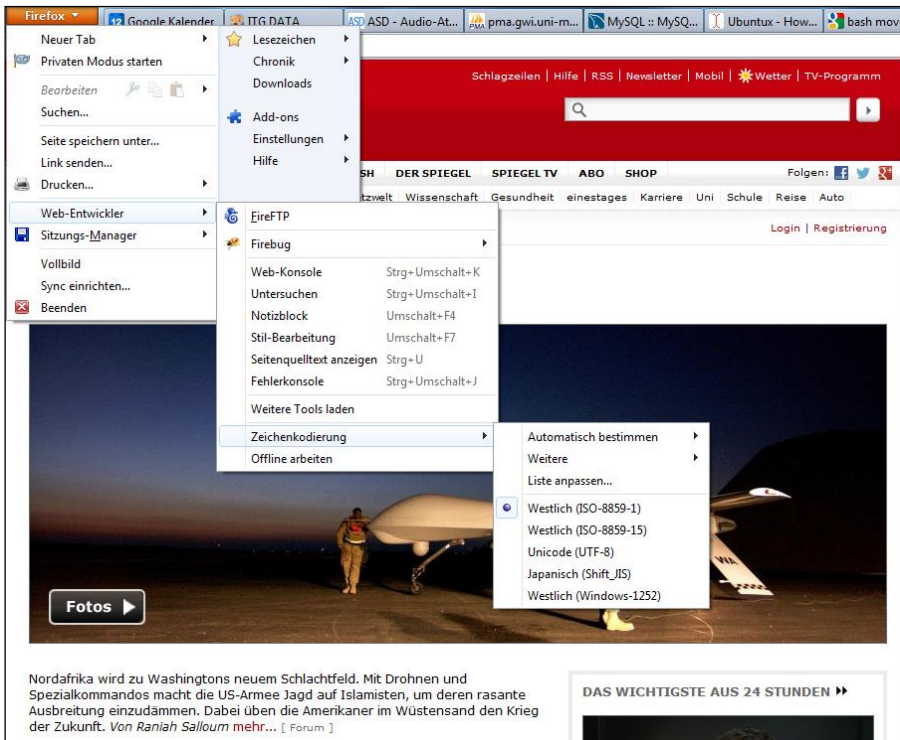 Firefox
12 Google Kalender
ITG DATA
ASD ASD - Audio-At...
PMA pma.gwi.uni-m...
MySQL :: MySQ...
Ubuntux - How...
bash mov
Neuer Tab
Privaten Modus starten
Bearbeiten
Suchen...
Seite speichern unter...
Link senden...
Drucken...
Web-Entwickler
Sitzungs-Manager
Vollbild
Sync einrichten...
Beenden
Lesezeichen
Chronik
Downloads
Add-ons
Einstellungen
Hilfe
Schlagzeilen | Hilfe | RSS | Newsletter | Mobil | Wetter | TV-Programm
SH DER SPIEGEL SPIEGEL TV ABO SHOP Folgen:
tzwelt Wissenschaft Gesundheit einestages Karriere Uni Schule Reise Auto
Login | Registrierung
FireFTP
Firebug
Web-Konsole Strg+Umschalt+K
Untersuchen Strg+Umschalt+I
Notizblock Umschalt+F4
Stil-Bearbeitung Umschalt+F7
Seitenquelltext anzeigen Strg+U
Fehlerkonsole Strg+Umschalt+J
Weitere Tools laden
Zeichenkodierung
Offline arbeiten
Automatisch bestimmen
Weitere
Liste anpassen...
Westlich (ISO-8859-1)
Westlich (ISO-8859-15)
Unicode (UTF-8)
Japanisch (Shift_JIS)
Westlich (Windows-1252)
WA
Fotos
Nordafrika wird zu Washingtons neuem Schlachtfeld. Mit Drohnen und
Spezialkommandos macht die US-Armee Jagd auf Islamisten, um deren rasante
Ausbreitung einzudämmen. Dabei üben die Amerikaner im Wüstensand den Krieg
der Zukunft. Von Raniah Salloum mehr... [ Forum ]
DAS WICHTIGSTE AUS 24 STUNDEN